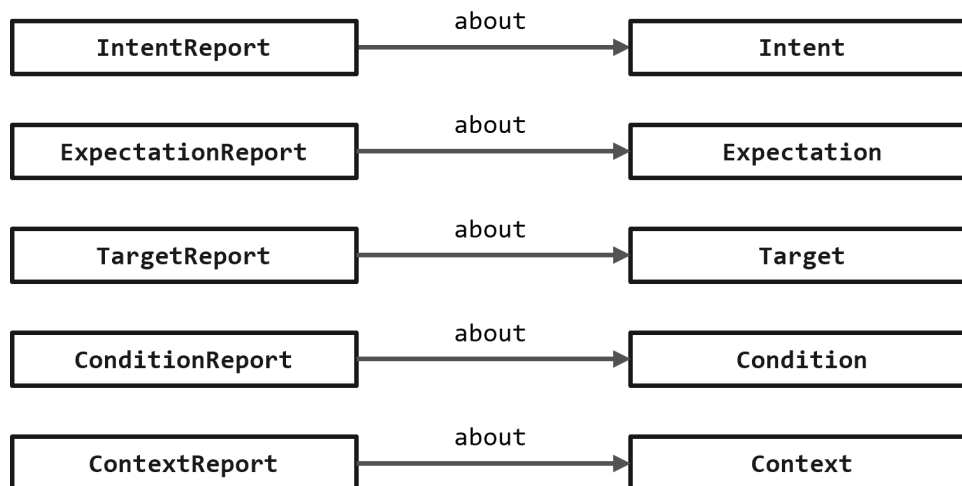 about
IntentReport
Intent
about
ExpectationReport
Expectation
about
TargetReport
Target
about
ConditionReport
Condition
about
ContextReport
Context